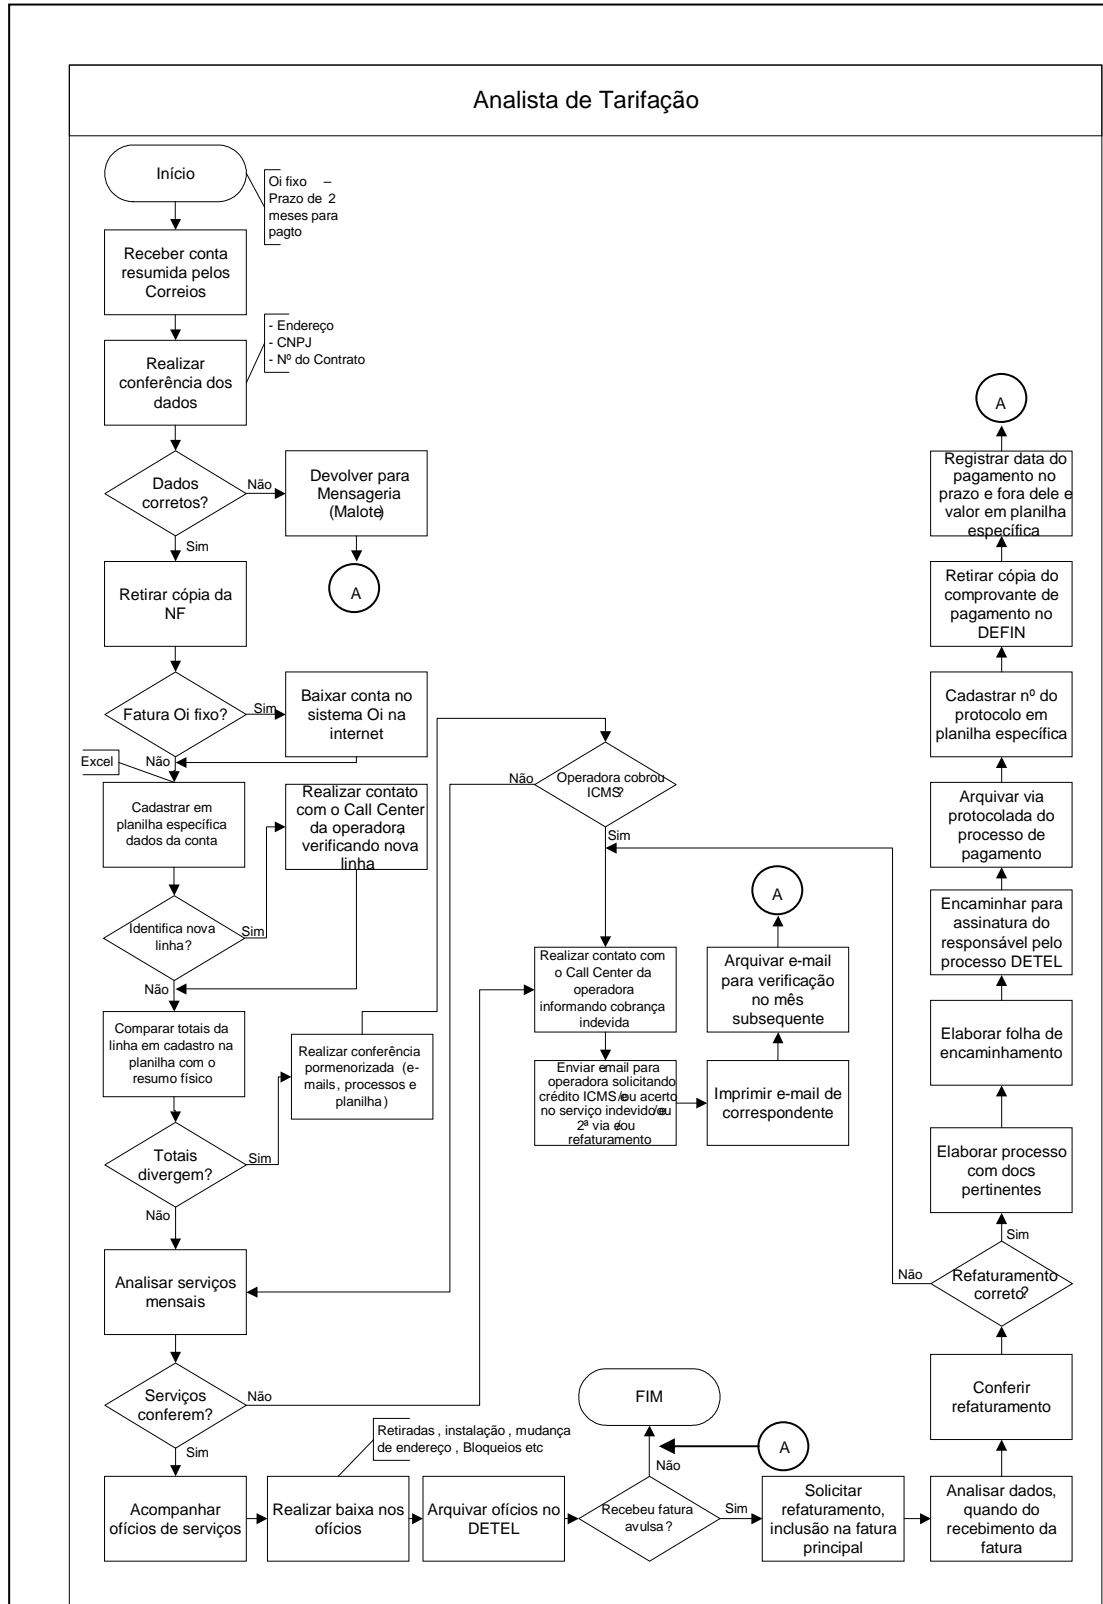 Analista de Tarifação
Início
Oi fixo –
Prazo de 2
meses para
pagto
Receber conta
resumida pelos
Correios
- Endereço
- CNPJ
- Nº do Contrato
Realizar
conferência dos
dados
Dados
corretos?
Não
Sim
Devolver para
Mensageria
(Malote)
A
Retirar cópia da
NF
Fatura Oi fixo?
Sim
Não
Baixar conta no
sistema Oi na
internet
Excel
Cadastrar em
planilha específica
dados da conta
Realizar contato
com o Call Center
da operadora,
verificando nova
linha
Identifica nova
linha?
Sim
Não
Comparar totais da
linha em cadastro na
planilha com o
resumo físico
Realizar conferência
pormenorizada (e-
mails, processos e
planilha)
Totais
divergem?
Sim
Não
Analisar serviços
mensais
Serviços
conferem?
Não
Sim
Acompanhar
ofícios de serviços
Retiradas , instalação , mudança
de endereço , Bloqueios etc
Realizar baixa nos
ofícios
Arquivar ofícios no
DETEL
Recebeu fatura
avulsa?
Não
Sim
FIM
A
Operadora cobrou
ICMS?
Não
Sim
Realizar contato com
o Call Center da
operadora
informando cobrança
indevida
Enviar email para
operadora solicitando
crédito ICMS e/ou acerto
no serviço indevido e/ou
2ª via e/ou
refaturamento
Imprimir e-mail de
correspondente
Arquivar e-mail
para verificação
no mês
subsequente
A
Solicitar
refaturamento,
inclusão na fatura
principal
Analisar dados,
quando do
recebimento da
fatura
Conferir
refaturamento
Refaturamento
correto?
Não
Sim
Elaborar processo
com docs
pertinentes
Elaborar folha de
encaminhamento
Encaminhar para
assinatura do
responsável pelo
processo DETEL
Arquivar via
protocolada do
processo de
pagamento
Cadastrar nº do
protocolo em
planilha específica
Retirar cópia do
comprovante de
pagamento no
DEFIN
Registrar data do
pagamento no
prazo e fora dele e
valor em planilha
específica
A